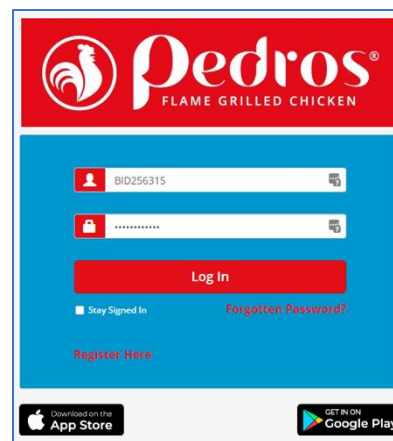 Pedros®
FLAME GRILLED CHICKEN
BID256315
••••••••••••
Log In
Stay Signed In
Forgotten Password?
Register Here
Download on the
App Store
GET IN ON
Google Play